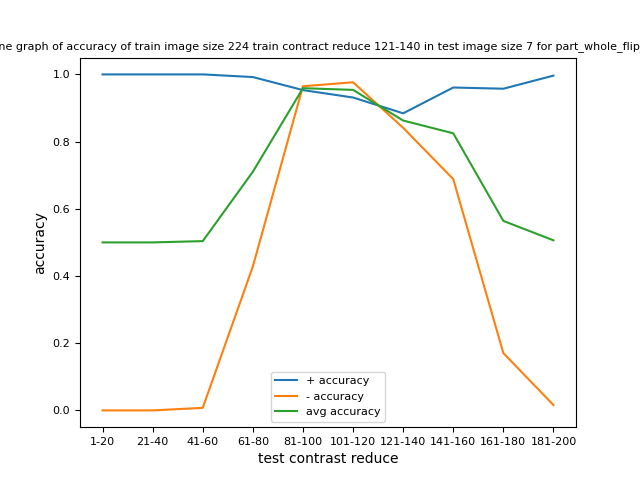 ne graph of accuracy of train image size 224 train contract reduce 121-140 in test image size 7 for part_whole_flip
1.0
0.8
0.6
0.4
0.2
0.0
accuracy
+ accuracy
- accuracy
avg accuracy
1-20 21-40 41-60 61-80 81-100 101-120 121-140 141-160 161-180 181-200
test contrast reduce